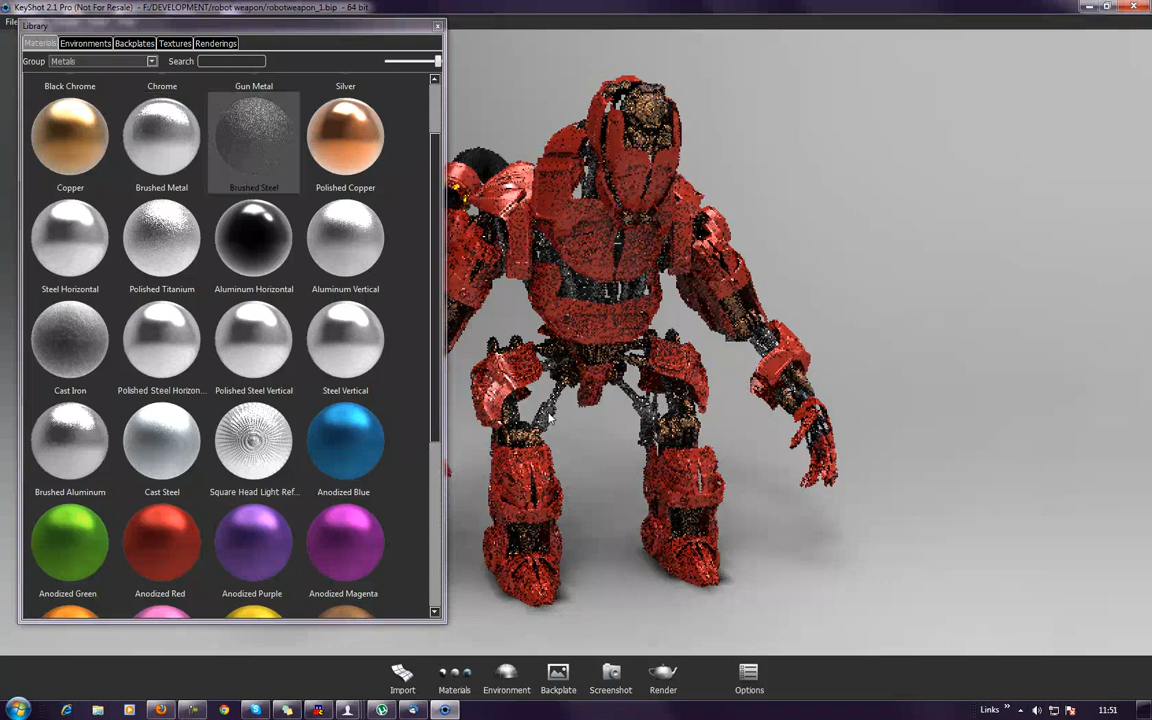 KeyShot 2.1 Pro (Not For Resale) - F:/DEVELOPMENT/robot weapon/robotweapon_1.bip - 64 bit
File
Library
Materials Environments Backplates Textures Renderings
Group Metals Search
Black Chrome Chrome Gun Metal Silver
Copper Brushed Metal Brushed Steel Polished Copper
Steel Horizontal Polished Titanium Aluminum Horizontal Aluminum Vertical
Cast Iron Polished Steel Horizon... Polished Steel Vertical Steel Vertical
Brushed Aluminum Cast Steel Square Head Light Ref... Anodized Blue
Anodized Green Anodized Red Anodized Purple Anodized Magenta
Import Materials Environment Backplate Screenshot Render Options
Links » 11:51